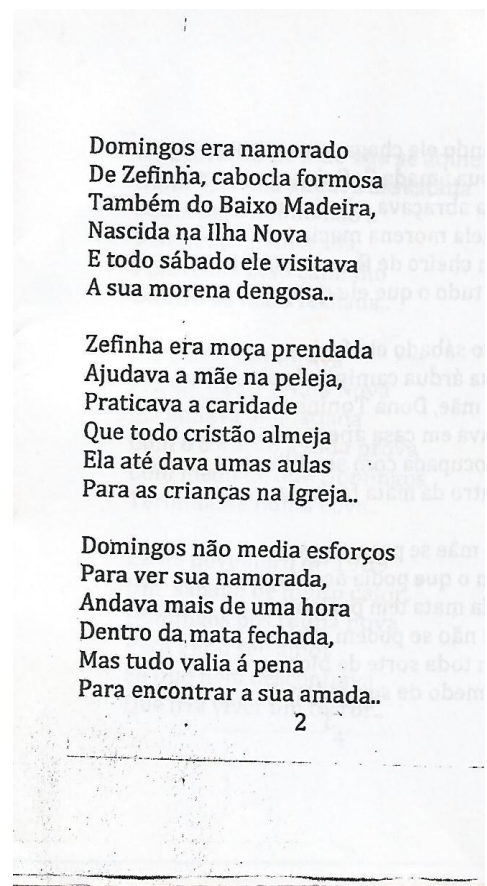 Domingos era namorado
De Zefinha, cabocla formosa
Também do Baixo Madeira,
Nascida na Ilha Nova
E todo sábado ele visitava
A sua morena dengosa..

Zefinha era moça prendada
Ajudava a mãe na peleja,
Praticava a caridade
Que todo cristão almeja
Ela até dava umas aulas
Para as crianças na Igreja..

Domingos não media esforços
Para ver sua namorada,
Andava mais de uma hora
Dentro da mata fechada,
Mas tudo valia á pena
Para encontrar a sua amada..
2